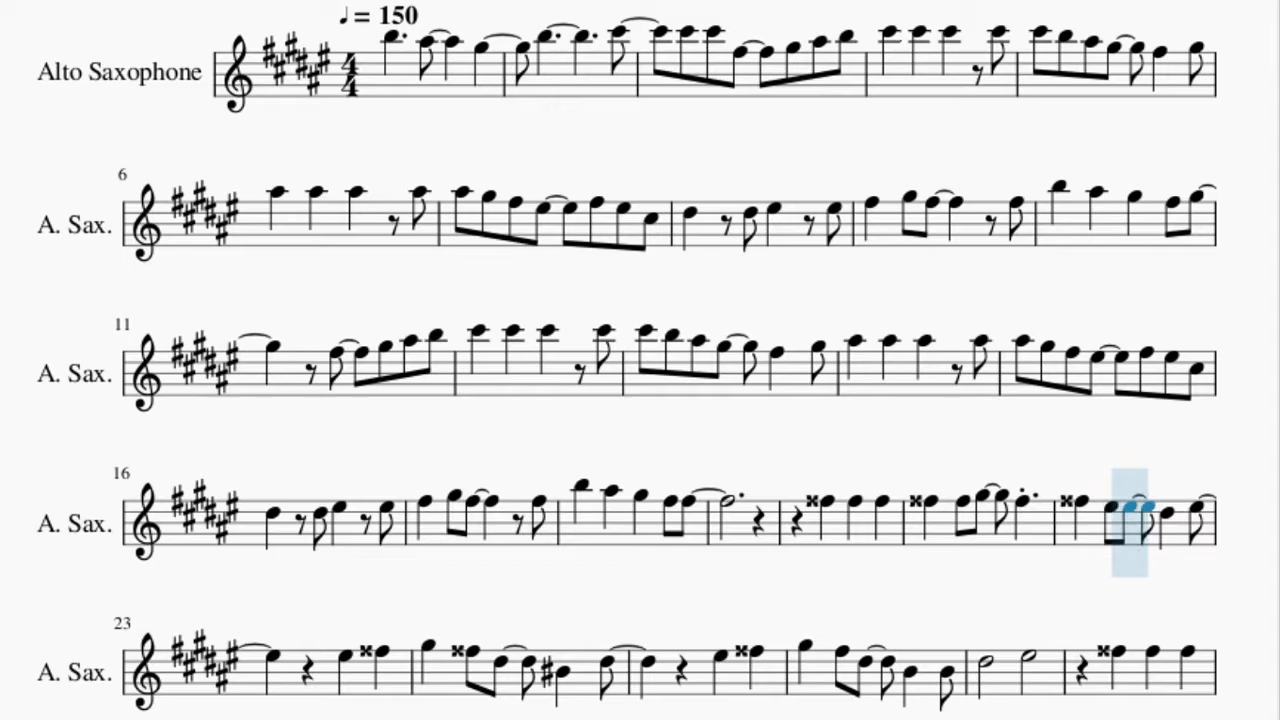 ♩ = 150
Alto Saxophone
6
A. Sax.
11
A. Sax.
16
A. Sax.
23
A. Sax.